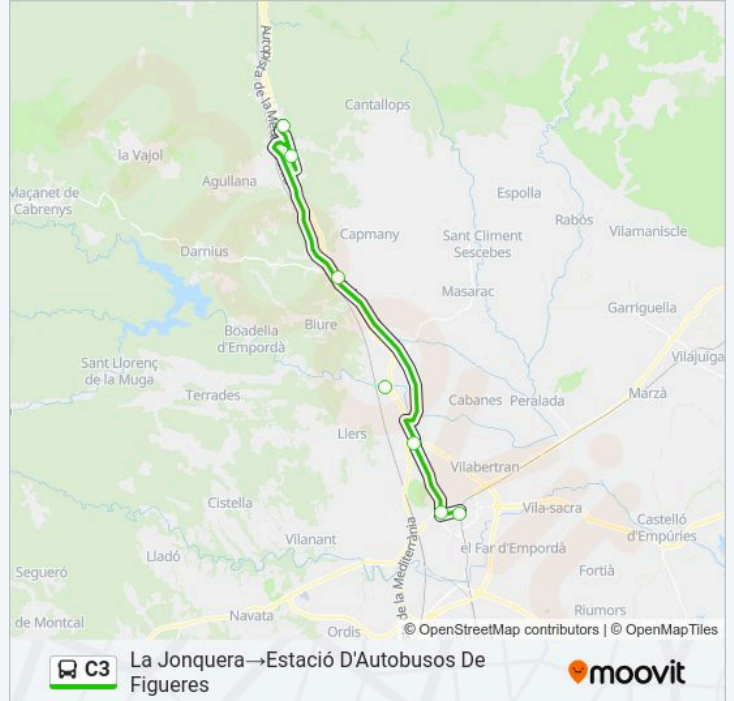 Autopista de la Me
Cantallops
la Vajol
Agullana
Maçanet de
Cabrenys
Espolla
Rabós
Vilamaniscle
Capmany
Sant Climent
Sescebes
Darnius
Masarac
Garriguella
Biure
Boadella
d'Empordà
Vilajuïga
Sant Llorenç
de la Muga
Terrades
Cabanes
Peralada
Marzà
Llers
Vilabertran
Cistella
Vila-sacra
Castelló
d'Empúries
Vilanant
el Far d'Empordà
de la Mediterrània
Lladó
Segueró
Fortià
Navata
Riumors
de Montcal
Ordis
© OpenStreetMap contributors | © OpenMapTiles
C3
La Jonquera→Estació D'Autobusos De
Figueres
moovit